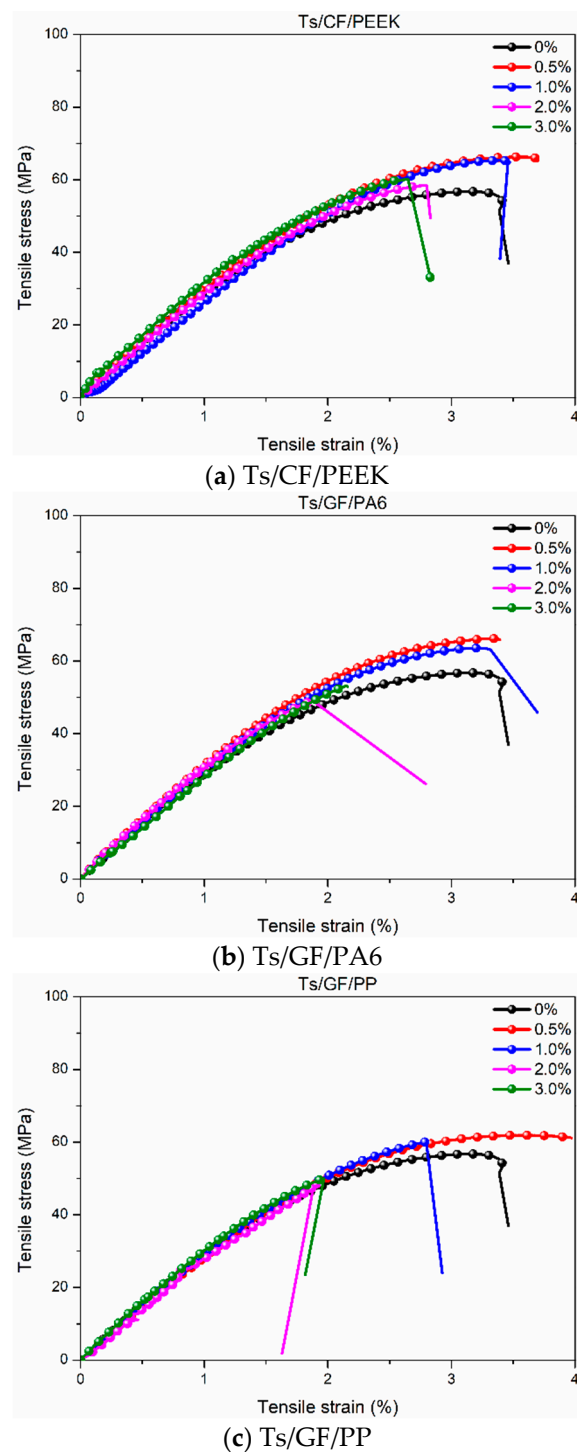 Ts/CF/PEEK
100
80
60
40
20
0
Tensile stress (MPa)
0%
0.5%
1.0%
2.0%
3.0%
0 1 2 3 4
Tensile strain (%)
(a) Ts/CF/PEEK
Ts/GF/PA6
100
80
60
40
20
0
Tensile stress (MPa)
0%
0.5%
1.0%
2.0%
3.0%
0 1 2 3 4
Tensile strain (%)
(b) Ts/GF/PA6
Ts/GF/PP
100
80
60
40
20
0
Tensile stress (MPa)
0%
0.5%
1.0%
2.0%
3.0%
0 1 2 3 4
Tensile strain (%)
(c) Ts/GF/PP